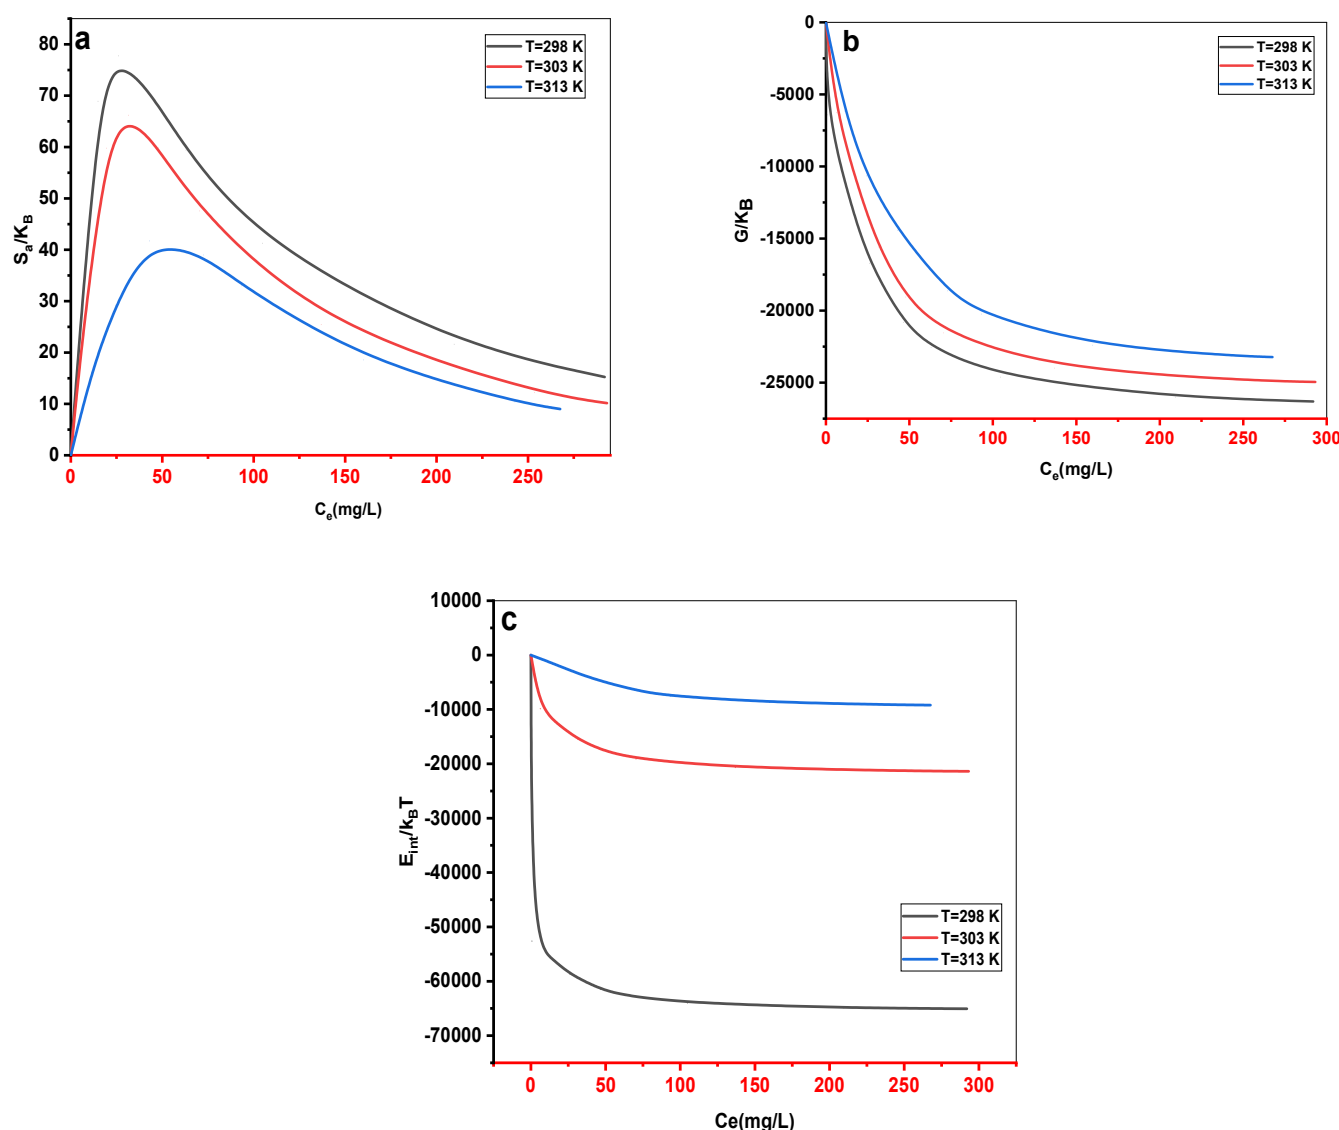 a
T=298 K
T=303 K
T=313 K
80
70
60
50
40
30
20
10
0
Sa/KB
0
50
100
150
200
250
Ce(mg/L)
b
T=298 K
T=303 K
T=313 K
0
-5000
-10000
-15000
-20000
-25000
G/KB
0
50
100
150
200
250
300
Ce(mg/L)
c
10000
0
-10000
-20000
-30000
-40000
-50000
-60000
-70000
Eint/kBT
T=298 K
T=303 K
T=313 K
0
50
100
150
200
250
300
Ce(mg/L)